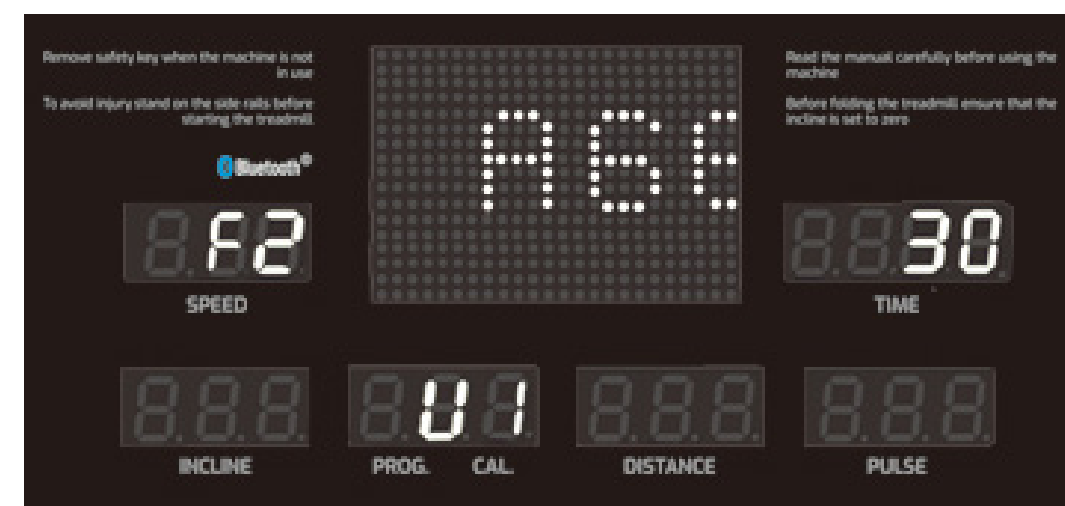 Remove safety key when the machine is not
in use
To avoid injury stand on the side rails before
starting the treadmill
Bluetooth®
AGE
Read the manual carefully before using the
machine
Before folding the treadmill ensure that the
incline is set to zero
F2
SPEED
30
TIME
INCLINE
U1
PROG. CAL.
DISTANCE
PULSE